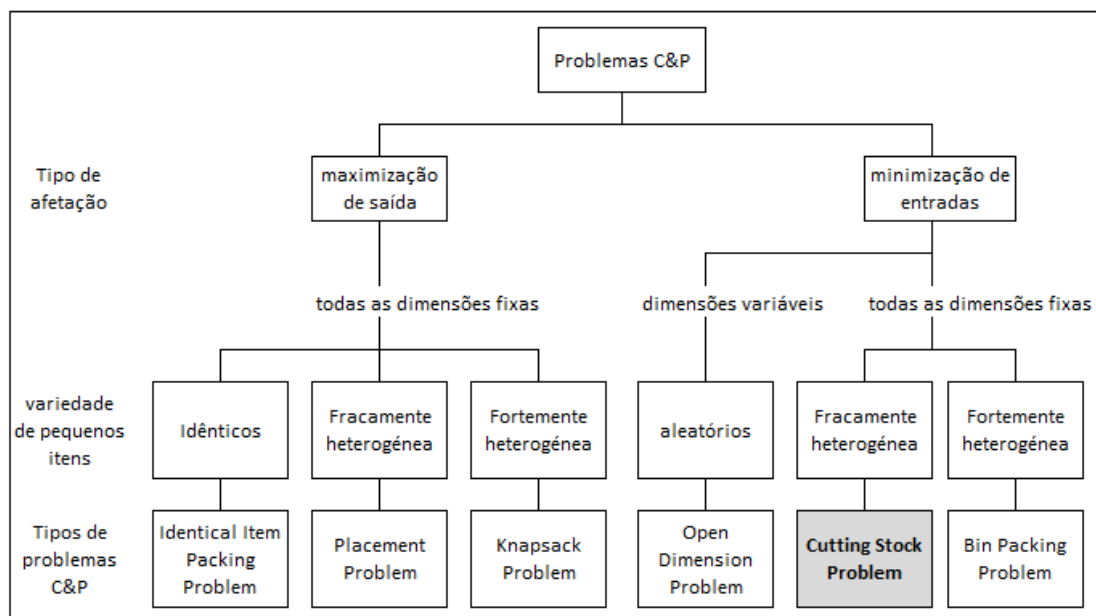 Problemas C&P
Tipo de
afetação
maximização
de saída
minimização de
entradas
todas as dimensões fixas
dimensões variáveis
todas as dimensões fixas
variedade
de pequenos
itens
Idênticos
Fracamente
heterogénea
Fortemente
heterogénea
aleatórios
Fracamente
heterogénea
Fortemente
heterogénea
Tipos de
problemas
C&P
Identical Item
Packing
Problem
Placement
Problem
Knapsack
Problem
Open
Dimension
Problem
Cutting Stock
Problem
Bin Packing
Problem